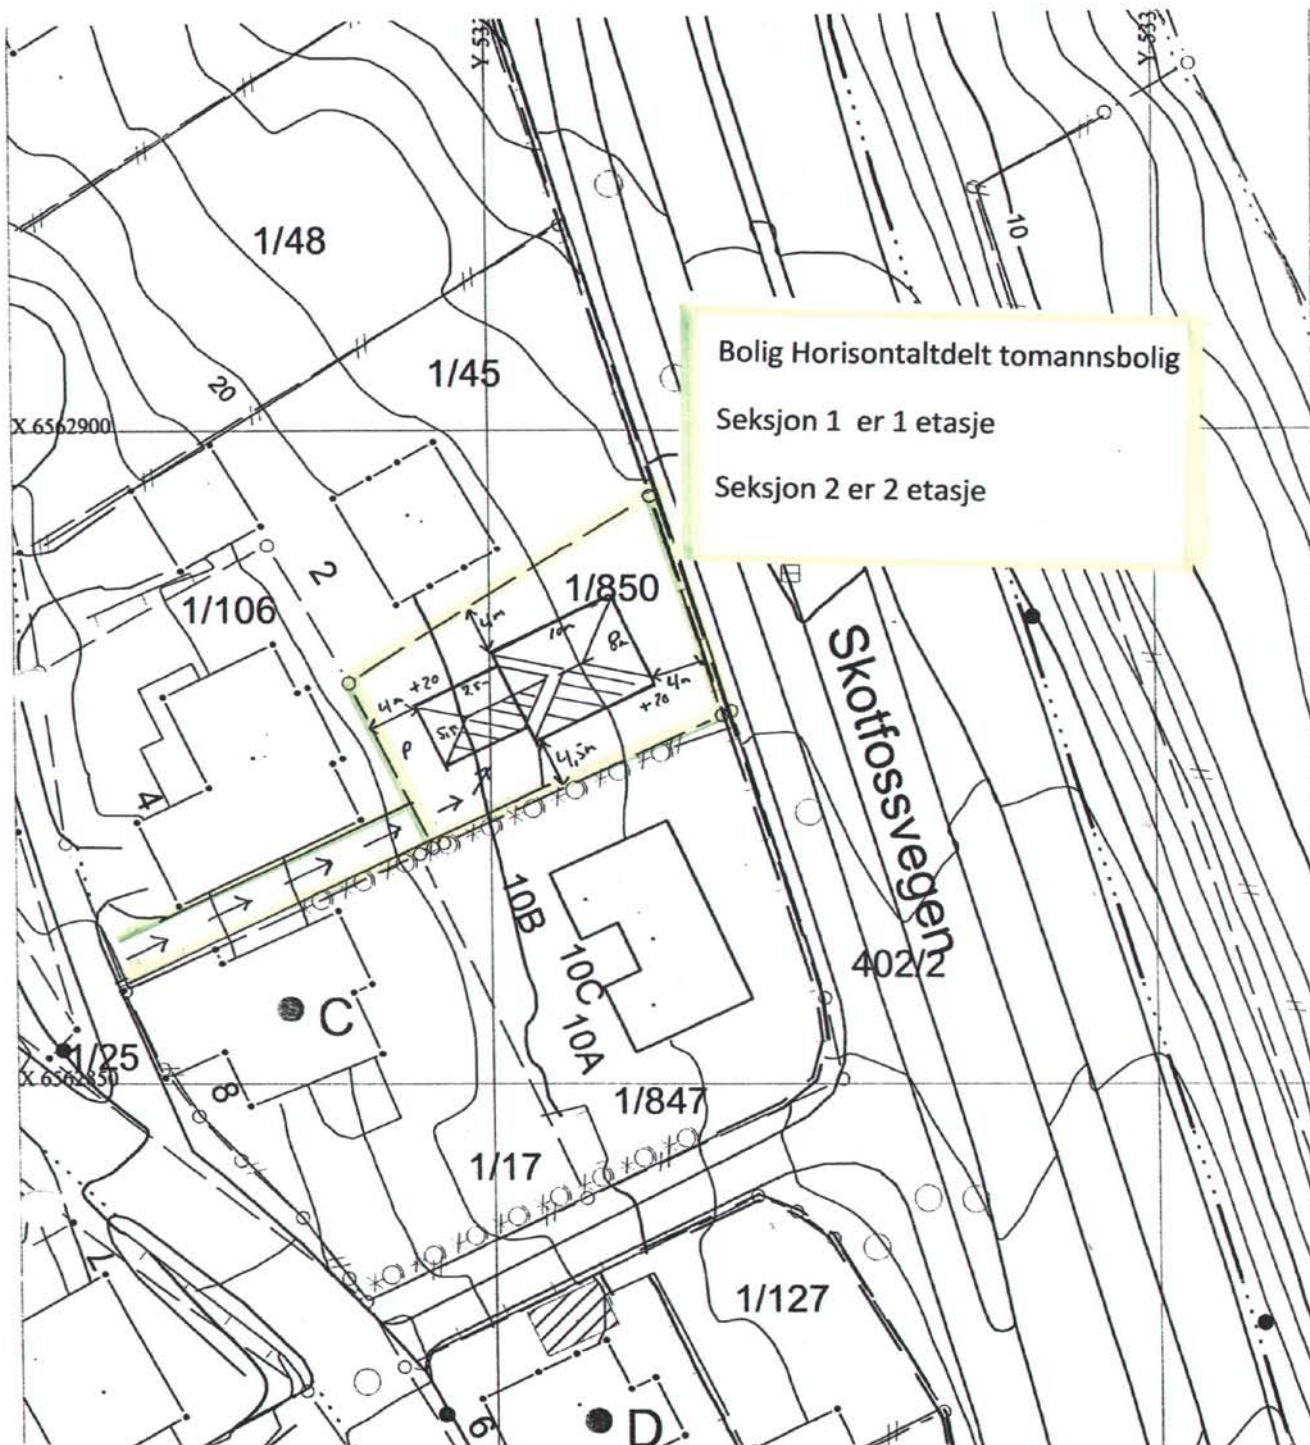 Y 533
Y 533
1/48
10
Bolig Horisontaltdelt tomannsbolig
1/45
20
X 6562900
Seksjon 1 er 1 etasje
Seksjon 2 er 2 etasje
2
1/850
1/106
4m
10m
8m
+20
4m
4m
+20
P
4,5m
Skotfossvegen
4
10B
10C
402/2
C
10A
1/25
X 6562850
8
1/847
1/17
1/127
6
D